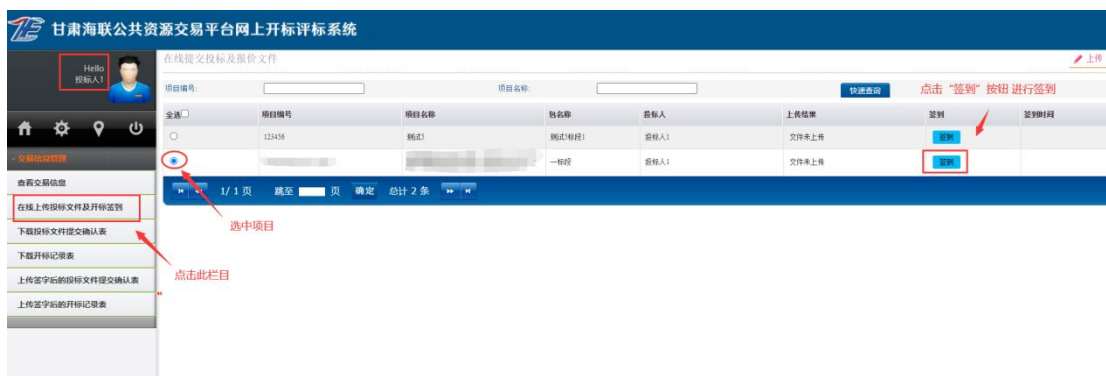 甘肃海联公共资源交易平台网上开标评标系统
Hello
投标人1
在线提交投标及报价文件
上传
项目编号:
项目名称:
快速查询
点击“签到”按钮 进行签到
全选 项目编号 项目名称 包名称 投标人 上传结果 签到 签到时间
123456 测试5 测试5标段1 投标人1 文件未上传 签到
一标段 投标人1 文件未上传 签到
1/ 1 页 跳至 页 确定 总计 2 条
选中项目
点击此栏目
交易信息管理
查看交易信息
在线上传投标文件及开标签到
下载投标文件提交确认表
下载开标记录表
上传签字后的投标文件提交确认表
上传签字后的开标记录表